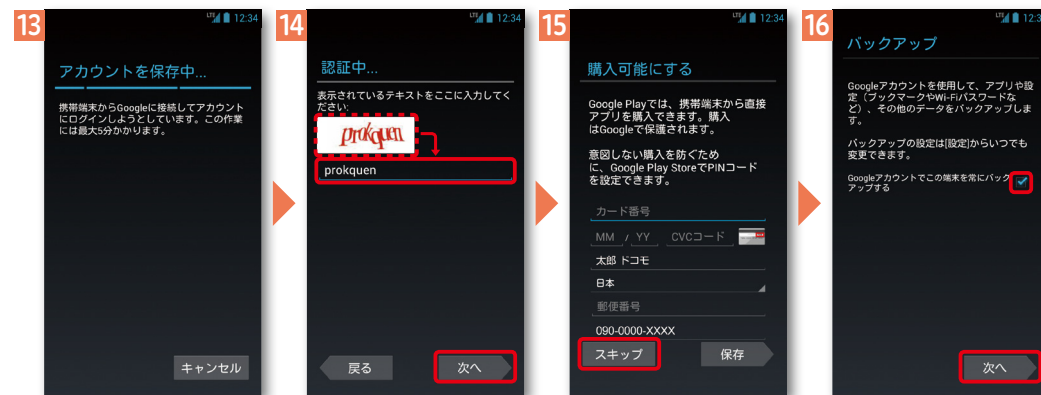 13
LTE 12:34
アカウントを保存中...
携帯端末からGoogleに接続してアカウント
にログインしようとしています。この作業
には最大5分かかります。
キャンセル
14
LTE 12:34
認証中...
表示されているテキストをここに入力してく
ださい:
prokquen
prokquen
戻る
次へ
15
LTE 12:34
購入可能にする
Google Playでは、携帯端末から直接
アプリを購入できます。購入
はGoogleで保護されます。
意図しない購入を防ぐため
に、Google Play StoreでPINコード
を設定できます。
カード番号
MM / YY CVCコード
太郎 ドコモ
日本
郵便番号
090-0000-XXXX
スキップ
保存
16
LTE 12:3
バックアップ
Googleアカウントを使用して、アプリや設
定（ブックマークやWi-Fiパスワードな
ど）、その他のデータをバックアップしま
す。
バックアップの設定は[設定]からいつでも
変更できます。
Googleアカウントでこの端末を常にバック
アップする
次へ